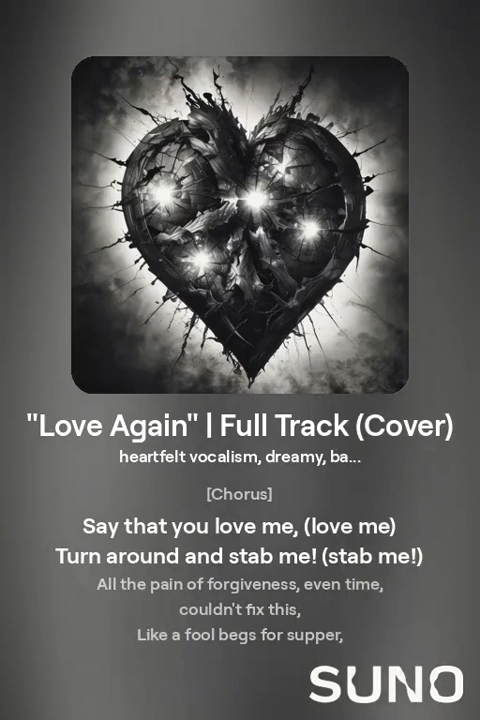 "Love Again" | Full Track (Cover)
heartfelt vocalism, dreamy, ba...
[Chorus]
Say that you love me, (love me)
Turn around and stab me! (stab me!)
All the pain of forgiveness, even time,
couldn't fix this,
Like a fool begs for supper,
SUNO